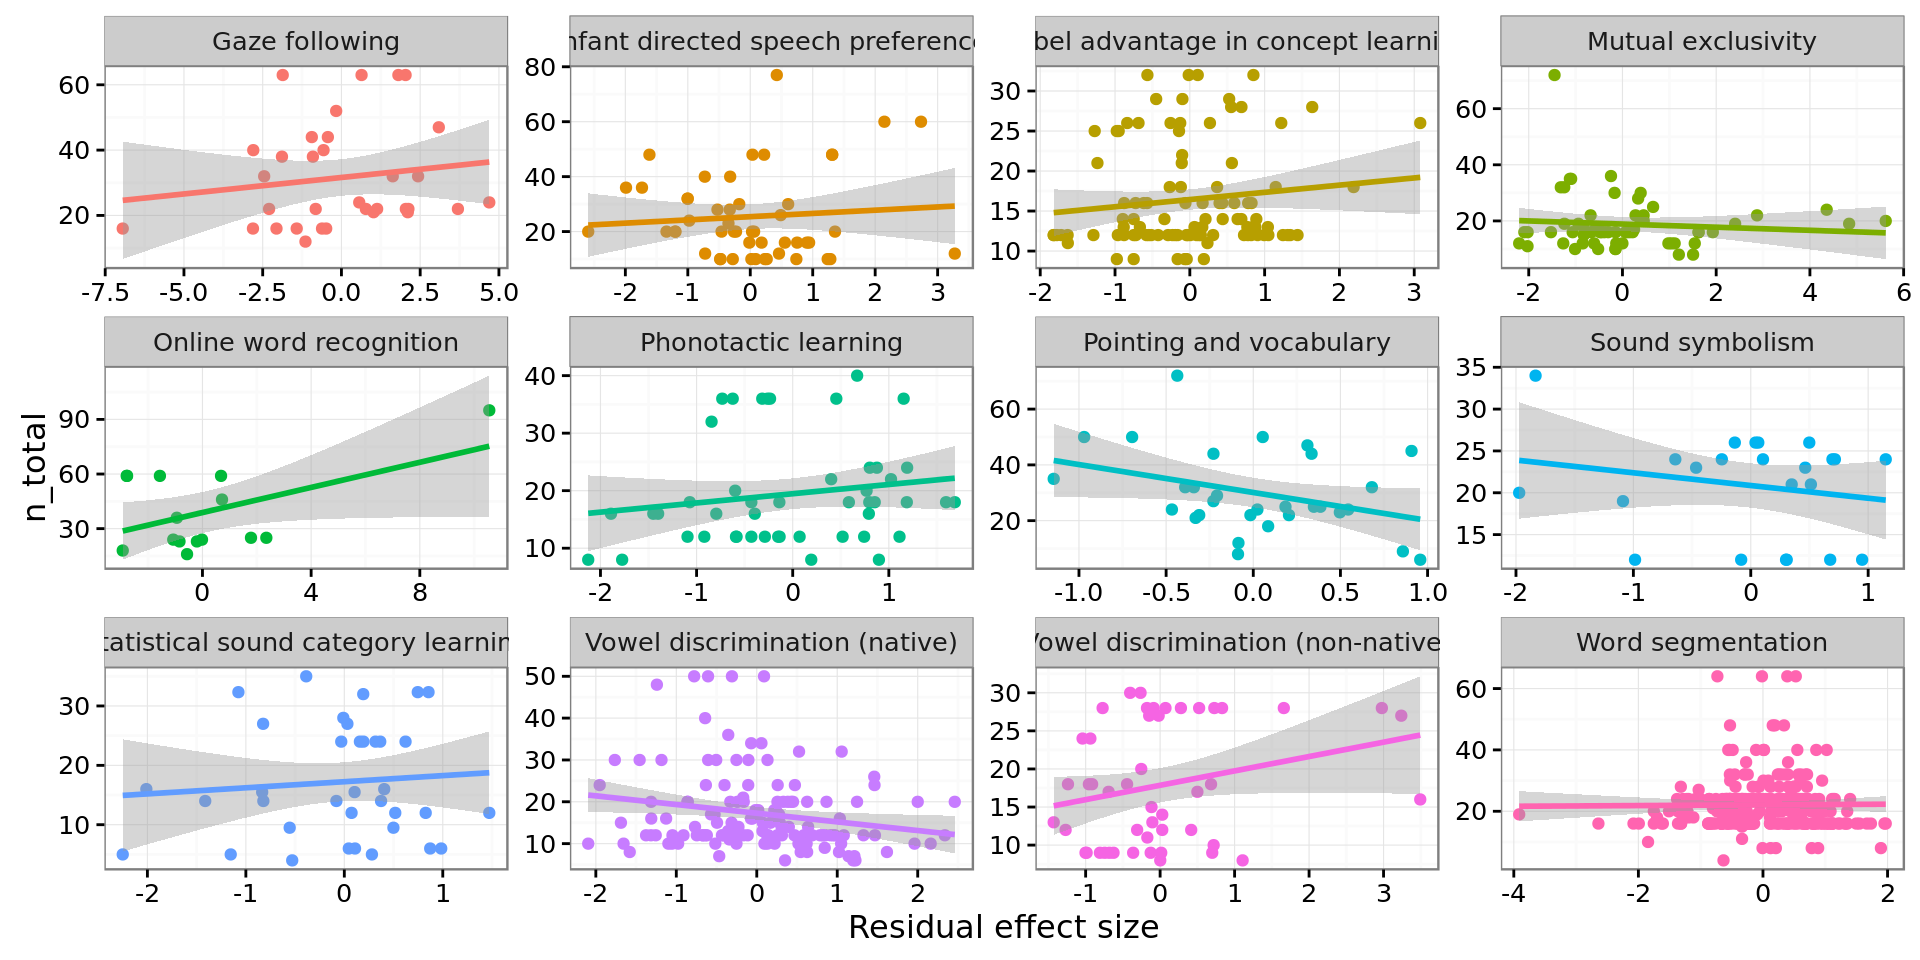 Gaze following
nfant directed speech preferenc
bel advantage in concept learni
Mutual exclusivity
60
40
20
-7.5 -5.0 -2.5 0.0 2.5 5.0
80
60
40
20
-2 -1 0 1 2 3
30
25
20
15
10
-2 -1 0 1 2 3
60
40
20
-2 0 2 4 6
Online word recognition
Phonotactic learning
Pointing and vocabulary
Sound symbolism
n_total
90
60
30
0 4 8
40
30
20
10
-2 -1 0 1
60
40
20
-1.0 -0.5 0.0 0.5 1.0
35
30
25
20
15
-2 -1 0 1
tatistical sound category learnin
Vowel discrimination (native)
Vowel discrimination (non-native
Word segmentation
30
20
10
-2 -1 0 1
50
40
30
20
10
-2 -1 0 1 2
30
25
20
15
10
-1 0 1 2 3
60
40
20
-4 -2 0 2
Residual effect size